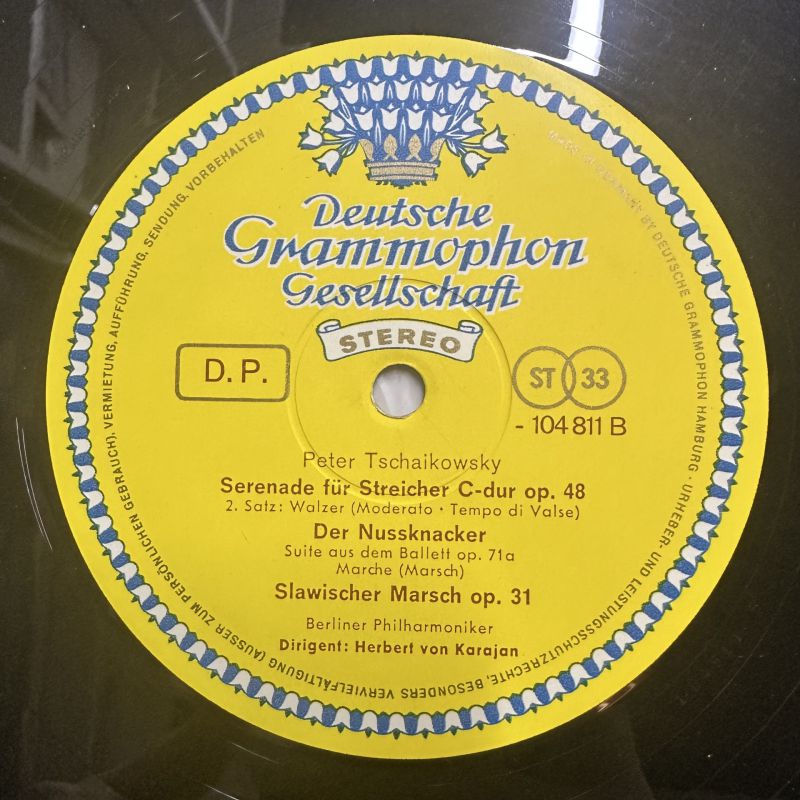 Deutsche
Grammophon
Gesellschaft
STEREO
D. P.
ST 33
- 104 811 B
Peter Tschaikowsky
Serenade für Streicher C-dur op. 48
2. Satz: Walzer (Moderato · Tempo di Valse)
Der Nussknacker
Suite aus dem Ballett op. 71a
Marche (Marsch)
Slawischer Marsch op. 31
Berliner Philharmoniker
Dirigent: Herbert von Karajan
MADE IN GERMANY BY DEUTSCHE GRAMMOPHON HAMBURG · URHEBER- UND LEISTUNGSSCHUTZRECHTE, BESONDERS VERVIELFÄLTIGUNG (AUSSER ZUM PERSÖNLICHEN GEBRAUCH), VERMIETUNG, AUFFÜHRUNG, SENDUNG, VORBEHALTEN